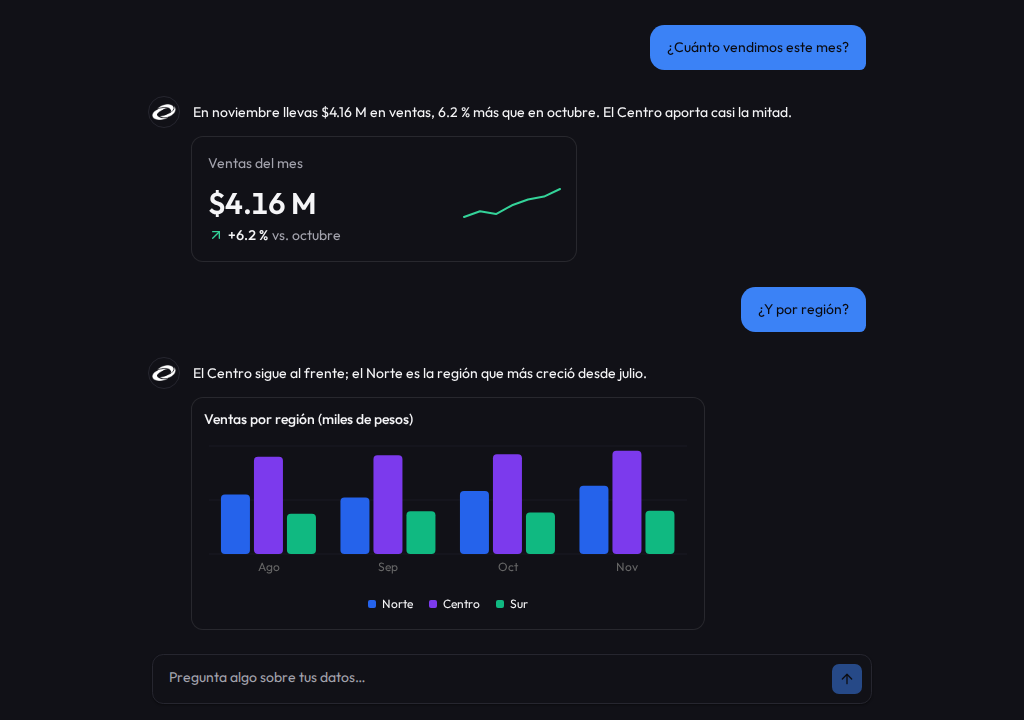 ¿Cuánto vendimos este mes?
En noviembre llevas $4.16 M en ventas, 6.2 % más que en octubre. El Centro aporta casi la mitad.
Ventas del mes
$4.16 M
+6.2 % vs. octubre
¿Y por región?
El Centro sigue al frente; el Norte es la región que más creció desde julio.
Ventas por región (miles de pesos)
Ago Sep Oct Nov
Norte Centro Sur
Pregunta algo sobre tus datos…